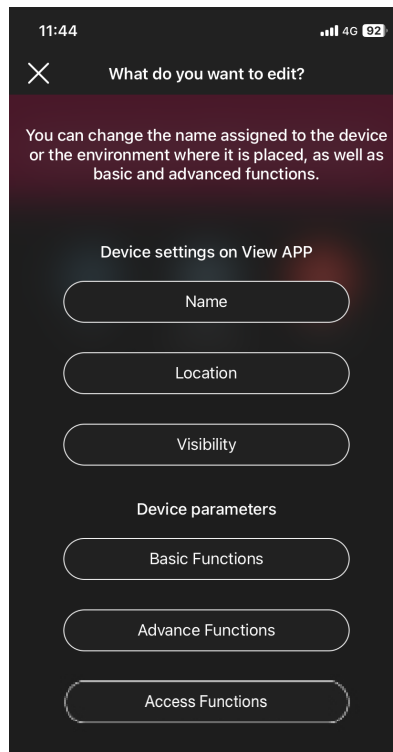 11:44
4G 92
What do you want to edit?
You can change the name assigned to the device
or the environment where it is placed, as well as
basic and advanced functions.
Device settings on View APP
Name
Location
Visibility
Device parameters
Basic Functions
Advance Functions
Access Functions